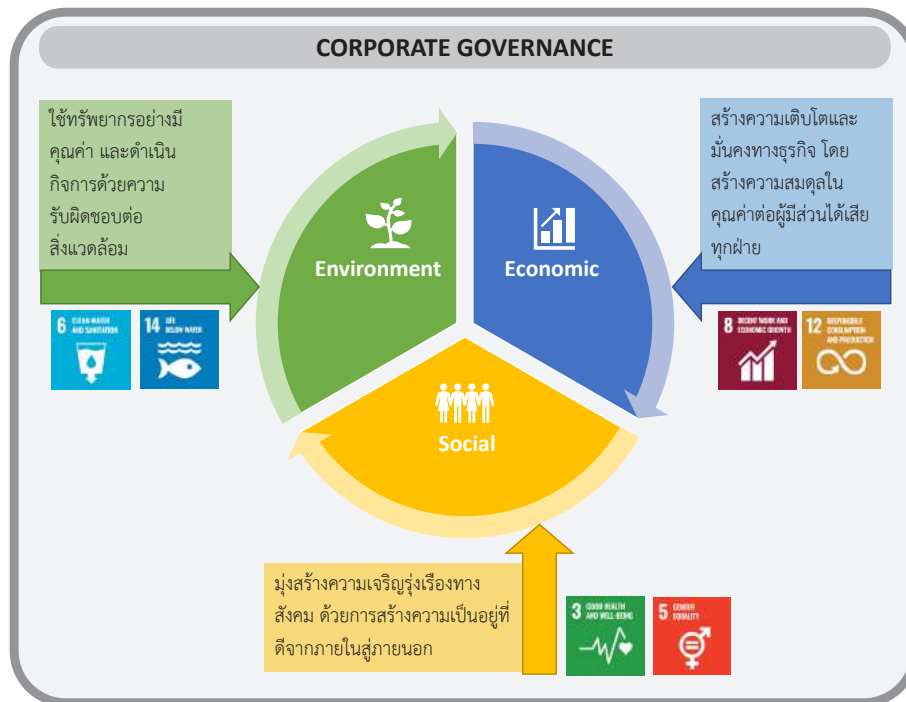 CORPORATE GOVERNANCE
ใช้ทรัพยากรอย่างมี
คุณค่า และดำเนิน
กิจการด้วยความ
รับผิดชอบต่อ
สิ่งแวดล้อม
สร้างความเติบโตและ
มั่นคงทางธุรกิจ โดย
สร้างความสมดุลใน
คุณค่าต่อผู้มีส่วนได้เสีย
ทุกฝ่าย
Environment
Economic
6 CLEAN WATER
AND SANITATION
14 LIFE
BELOW WATER
8 DECENT WORK AND
ECONOMIC GROWTH
12 RESPONSIBLE
CONSUMPTION
AND PRODUCTION
Social
มุ่งสร้างความเจริญรุ่งเรืองทาง
สังคม ด้วยการสร้างความเป็นอยู่ที่
ดีจากภายในสู่ภายนอก
3 GOOD HEALTH
AND WELL-BEING
5 GENDER
EQUALITY